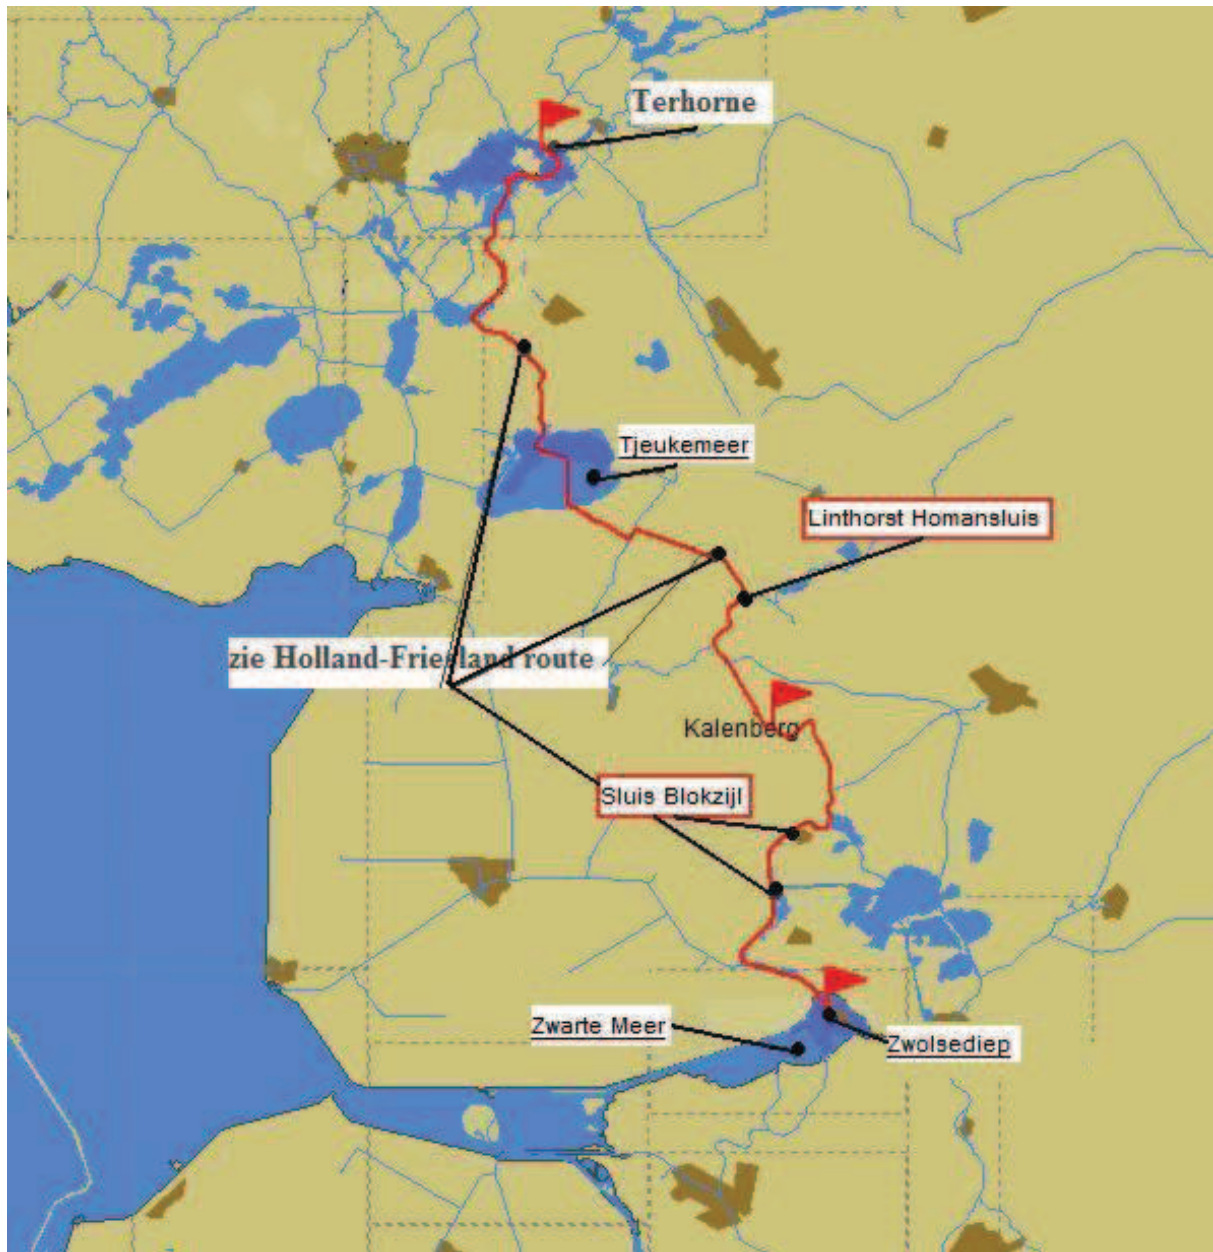 Terhorne
Tjeukemeer
Linthorst Homansluis
zie Holland-Friesland route
Kalenberg
Sluis Blokzijl
Zwarte Meer
Zwolsediep